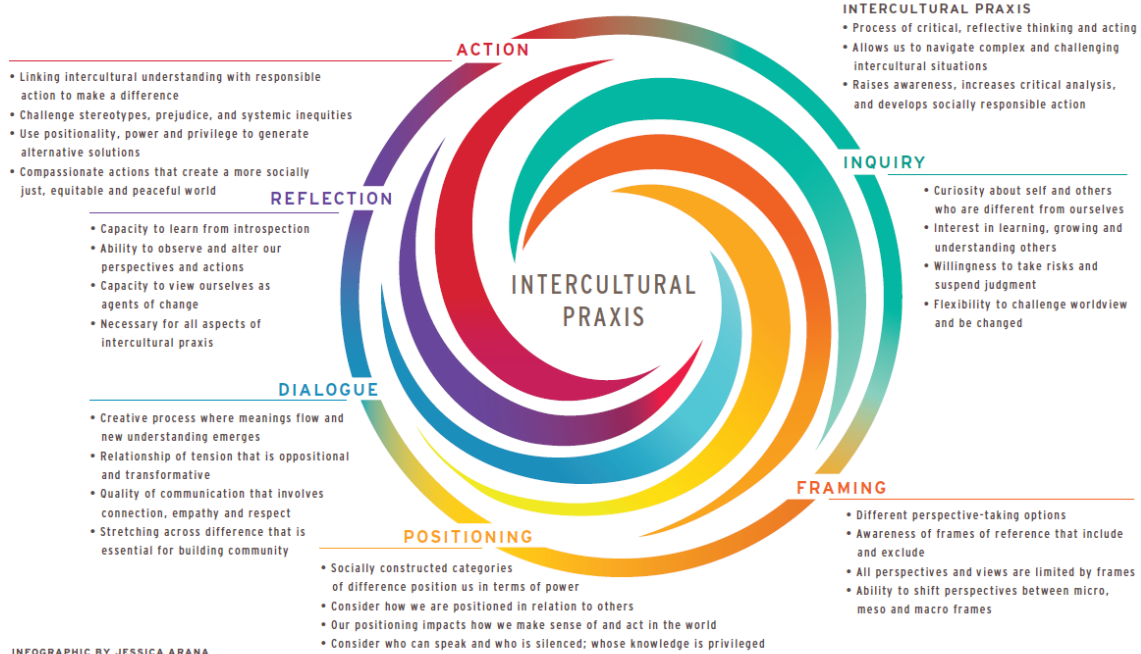 INTERCULTURAL PRAXIS
• Process of critical, reflective thinking and acting
• Allows us to navigate complex and challenging
intercultural situations
• Raises awareness, increases critical analysis,
and develops socially responsible action
INQUIRY
• Curiosity about self and others
who are different from ourselves
• Interest in learning, growing and
understanding others
• Willingness to take risks and
suspend judgment
• Flexibility to challenge worldview
and be changed
FRAMING
• Different perspective-taking options
• Awareness of frames of reference that include
and exclude
• All perspectives and views are limited by frames
• Ability to shift perspectives between micro,
meso and macro frames
POSITIONING
• Socially constructed categories
of difference position us in terms of power
• Consider how we are positioned in relation to others
• Our positioning impacts how we make sense of and act in the world
• Consider who can speak and who is silenced; whose knowledge is privileged
DIALOGUE
• Creative process where meanings flow and
new understanding emerges
• Relationship of tension that is oppositional
and transformative
• Quality of communication that involves
connection, empathy and respect
• Stretching across difference that is
essential for building community
REFLECTION
• Capacity to learn from introspection
• Ability to observe and alter our
perspectives and actions
• Capacity to view ourselves as
agents of change
• Necessary for all aspects of
intercultural praxis
ACTION
• Linking intercultural understanding with responsible
action to make a difference
• Challenge stereotypes, prejudice, and systemic inequities
• Use positionality, power and privilege to generate
alternative solutions
• Compassionate actions that create a more socially
just, equitable and peaceful world
INTERCULTURAL
PRAXIS
INFOGRAPHIC BY JESSICA ARANA